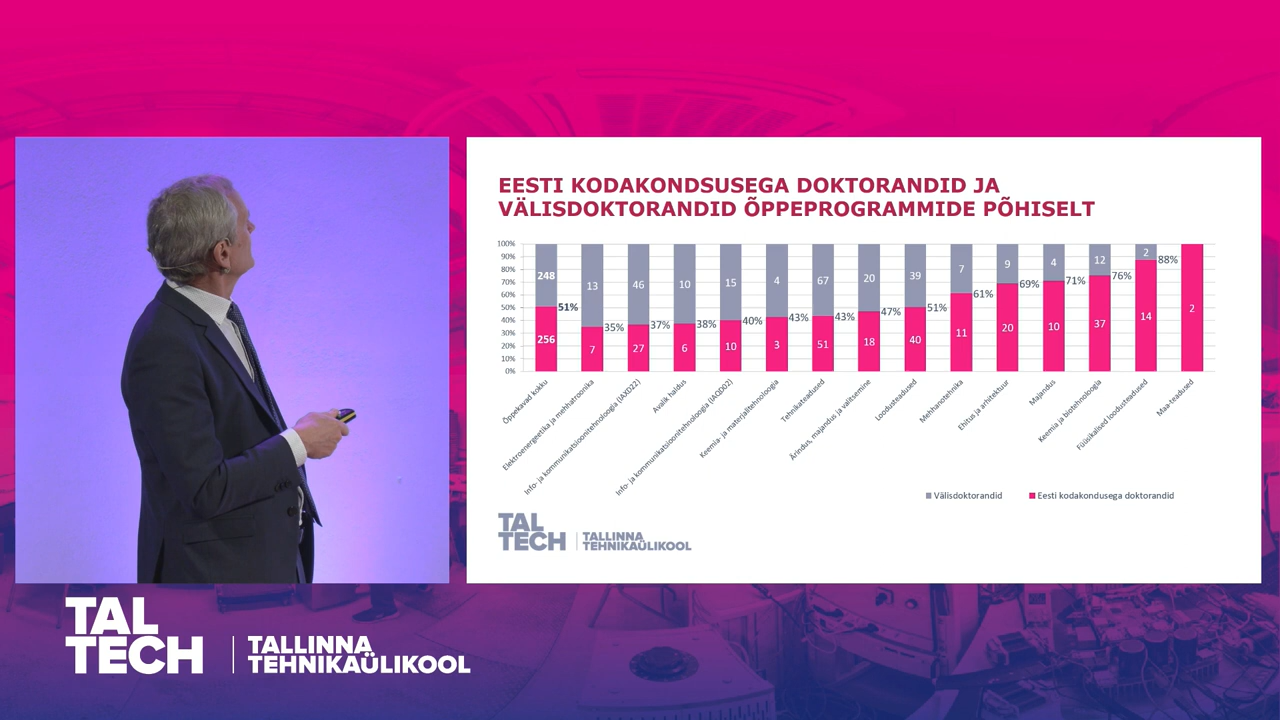 EESTI KODAKONDSUSEGA DOKTORANDID JA
VÄLISDOKTORANDID ÕPPEPROGRAMMIDE PÕHISELT
100%
90%
80%
70%
60%
50%
40%
30%
20%
10%
0%
248
13
46
10
15
4
67
20
39
7
9
4
12
2
51%
35%
37%
38%
40%
43%
43%
47%
51%
61%
69%
71%
76%
88%
256
7
27
6
10
3
51
18
40
11
20
10
37
14
2
Õppekavad kokku
Elektroenergeetika ja mehhatroonika
Info- ja kommunikatsioonitehnoloogia (IAXD22)
Avalik haldus
Info- ja kommunikatsioonitehnoloogia (IAQD02)
Keemia- ja materjalitehnoloogia
Tehnikateadused
Ärindus, majandus ja valitsemine
Loodusteadused
Mehhanotehnika
Ehitus ja arhitektuur
Majandus
Keemia ja biotehnoloogia
Füüsikalised loodusteadused
Maa-teadused
Välisdoktorandid
Eesti kodakondusega doktorandid
TAL
TECH
TALLINNA
TEHNIKAÜLIKOOL
TAL
TECH
TALLINNA
TEHNIKAÜLIKOOL